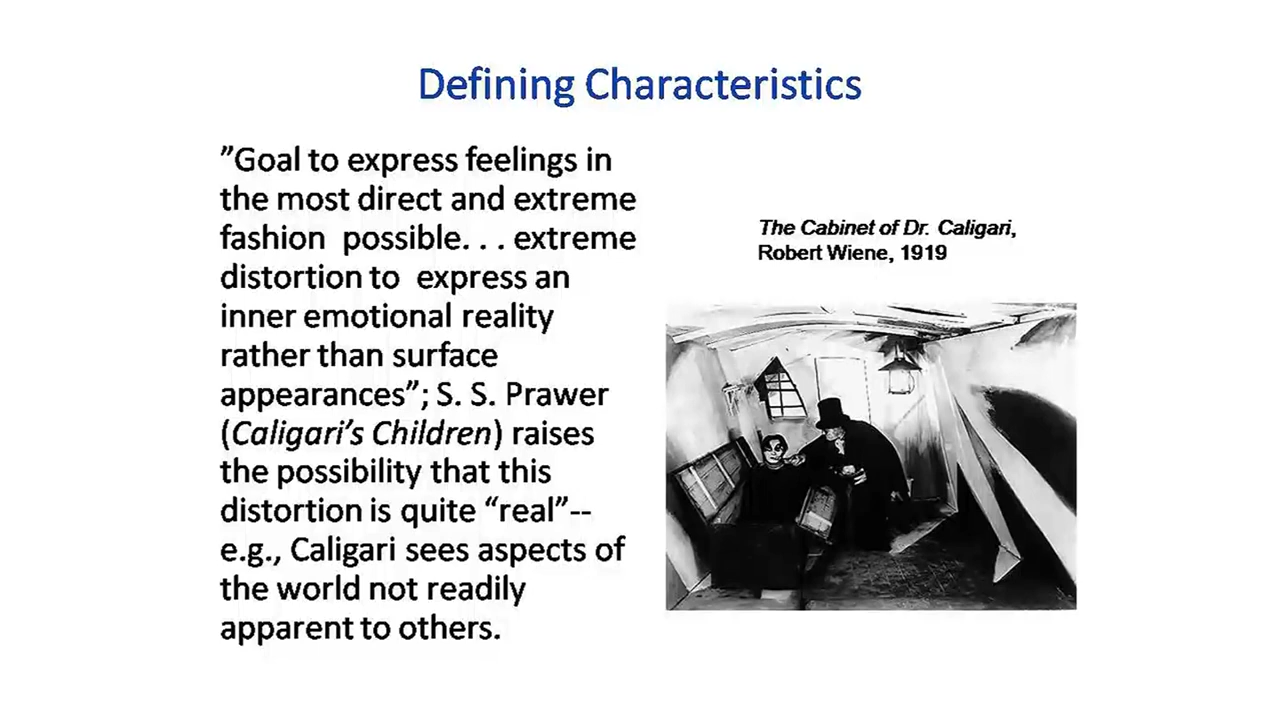 Defining Characteristics
”Goal to express feelings in
the most direct and extreme
fashion possible. . . extreme
distortion to express an
inner emotional reality
rather than surface
appearances”; S. S. Prawer
(Caligari’s Children) raises
the possibility that this
distortion is quite “real”--
e.g., Caligari sees aspects of
the world not readily
apparent to others.
The Cabinet of Dr. Caligari,
Robert Wiene, 1919